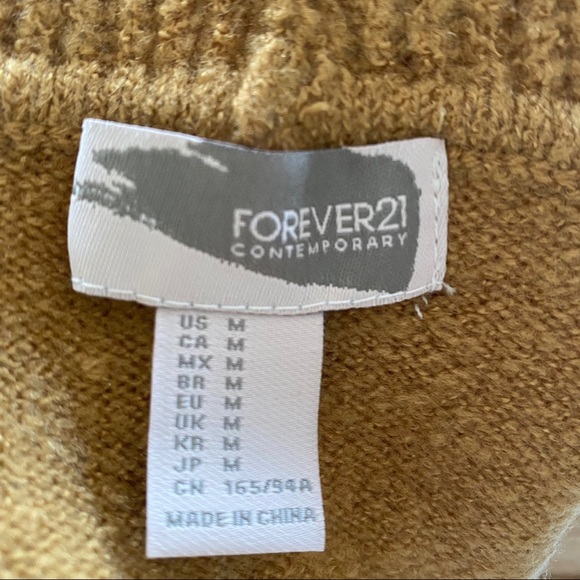 FOREVER21
CONTEMPORARY
US M
CA M
MX M
BR M
EU M
UK M
KR M
JP M
CN 165/94A
MADE IN CHINA